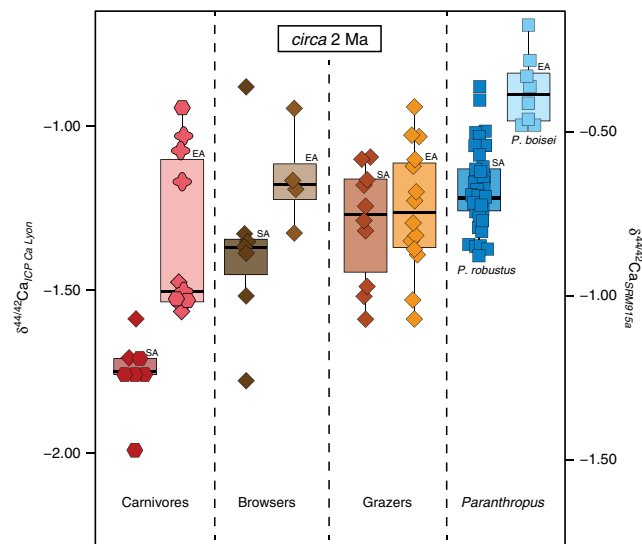 circa 2 Ma
δ44/42CaICP Ca Lyon
-1.00
-1.50
-2.00
δ44/42CaSRM915a
-0.50
-1.00
-1.50
EA
SA
SA
EA
SA
EA
SA
P. robustus
EA
P. boisei
Carnivores
Browsers
Grazers
Paranthropus